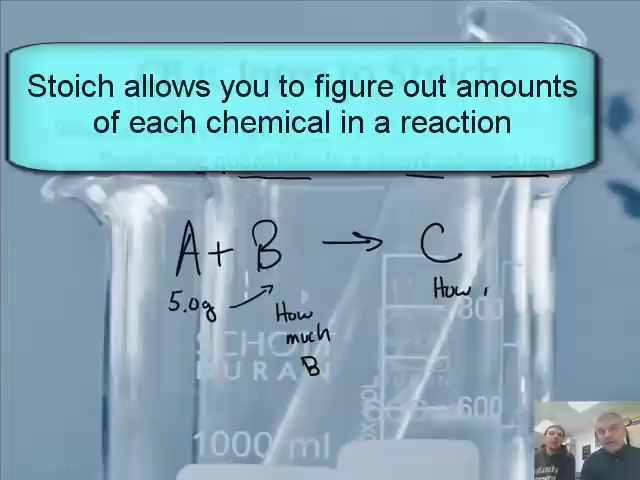 Stoich allows you to figure out amounts
of each chemical in a reaction
A + B → C
5.0g
How
much
B
How
800
SCHOTT
DURAN
600
1000 ml